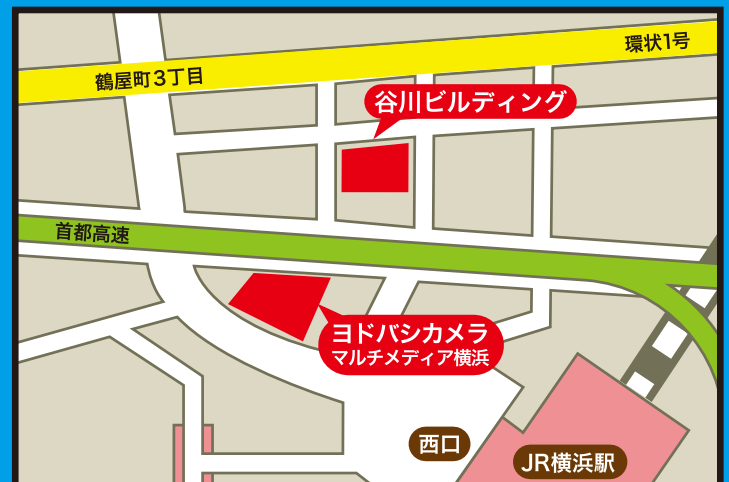 環状1号
鶴屋町3丁目
谷川ビルディング
首都高速
ヨドバシカメラ
マルチメディア横浜
西口
JR横浜駅